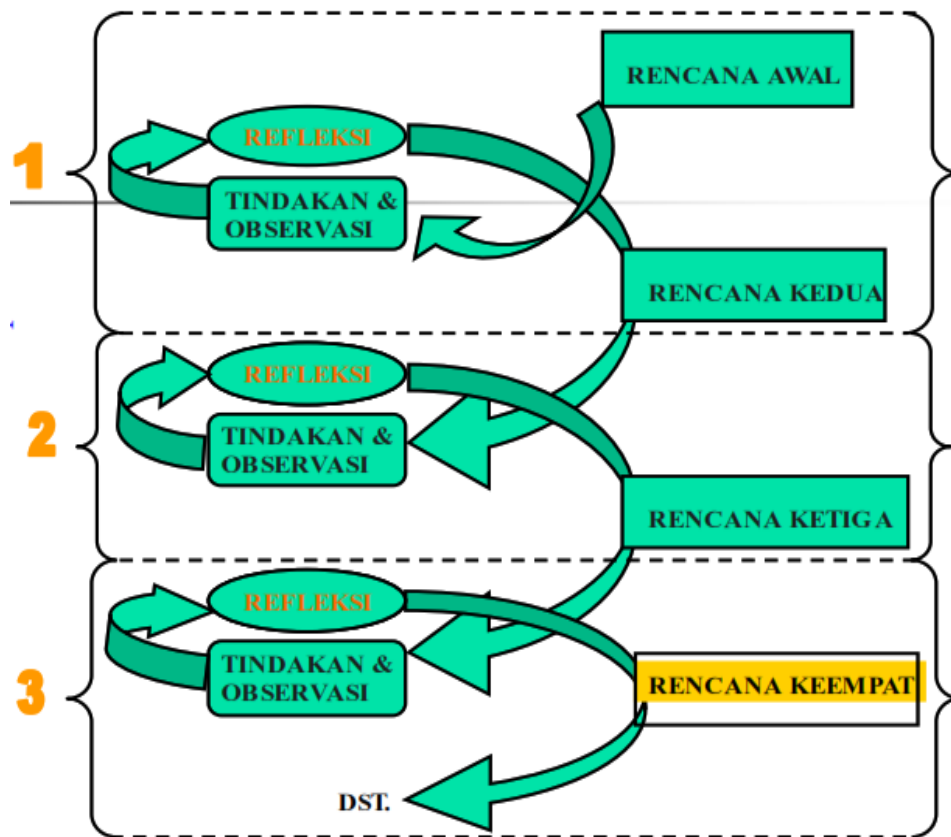 RENCANA AWAL
REFLEKSI
1
TINDAKAN &
OBSERVASI
RENCANA KEDUA
REFLEKSI
2
TINDAKAN &
OBSERVASI
RENCANA KETIGA
REFLEKSI
3
TINDAKAN &
OBSERVASI
RENCANA KEEMPAT
DST.